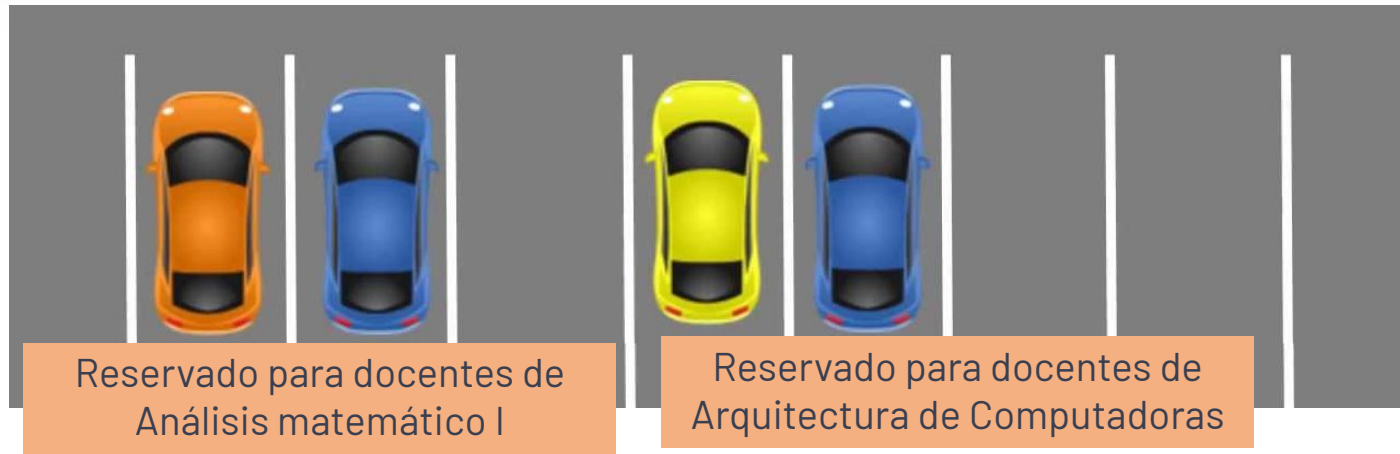 Reservado para docentes de
Análisis matemático I
Reservado para docentes de
Arquitectura de Computadoras